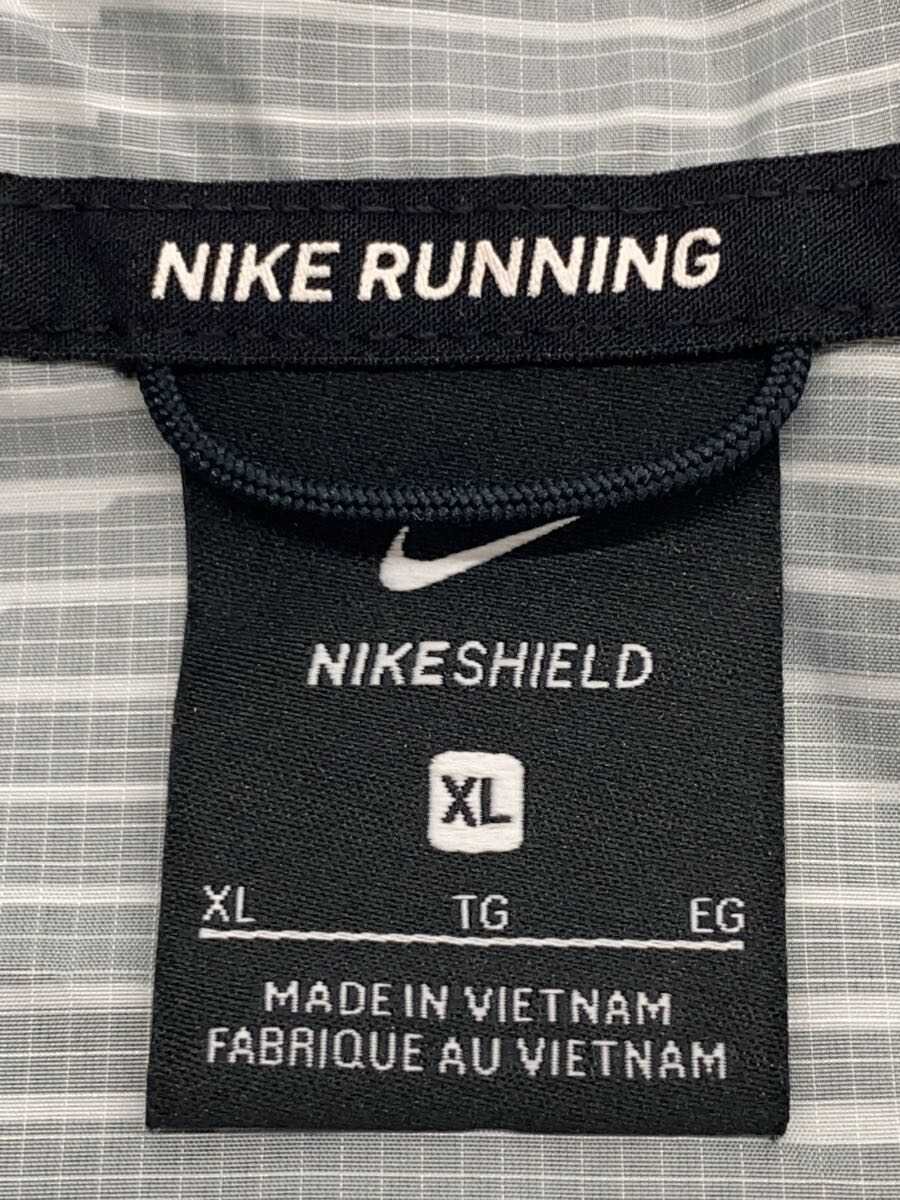 NIKE RUNNING
NIKESHIELD
XL
XL TG EG
MADE IN VIETNAM
FABRIQUE AU VIETNAM